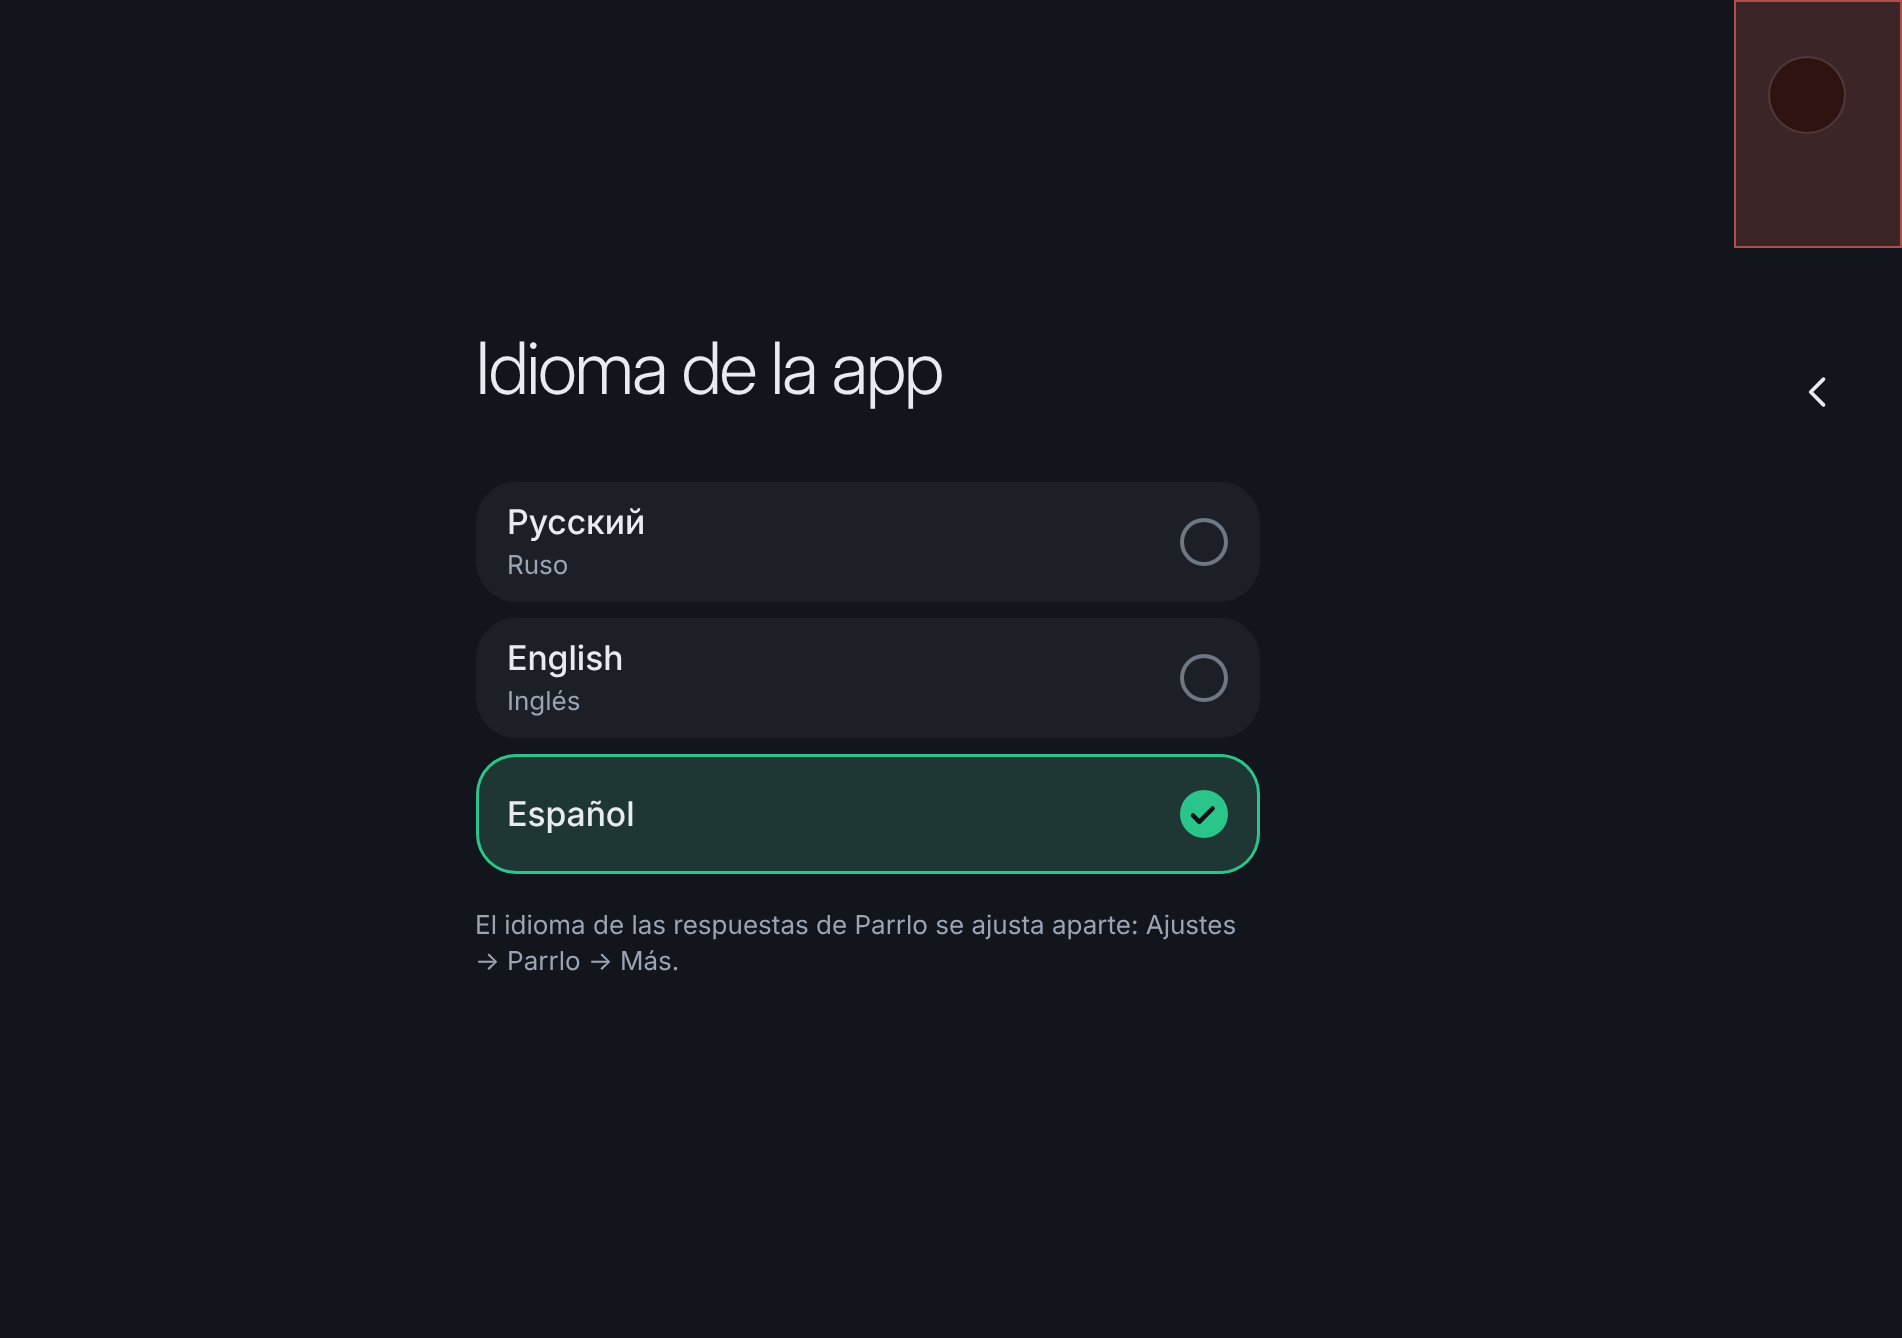 Idioma de la app
Русский
Ruso
English
Inglés
Español
El idioma de las respuestas de Parrlo se ajusta aparte: Ajustes
→ Parrlo → Más.